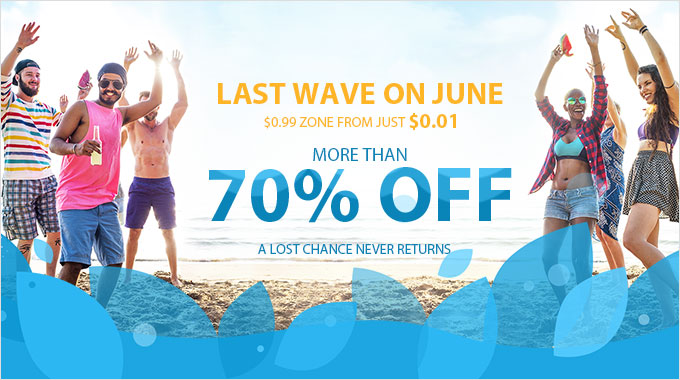 LAST WAVE ON JUNE
$0.99 ZONE FROM JUST $0.01
MORE THAN
70% OFF
A LOST CHANCE NEVER RETURNS